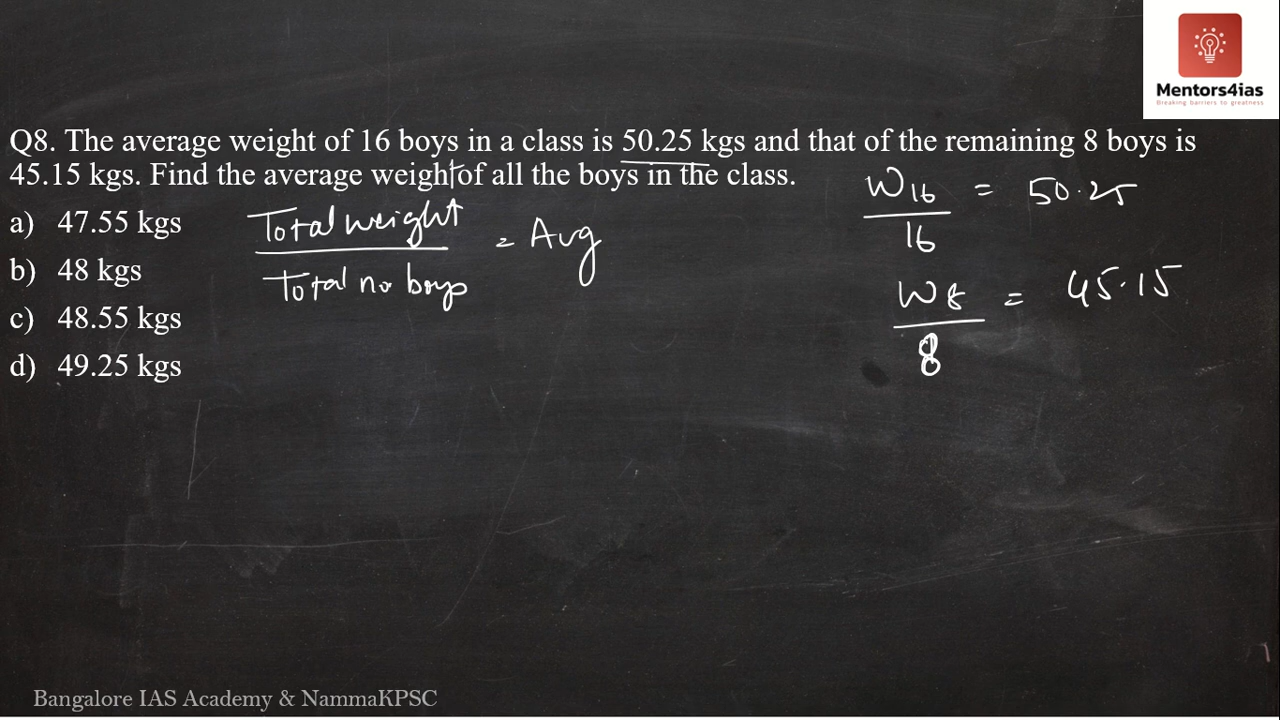 Mentors4ias
Breaking barriers to greatness
Q8. The average weight of 16 boys in a class is 50.25 kgs and that of the remaining 8 boys is
45.15 kgs. Find the average weight of all the boys in the class.
a) 47.55 kgs
b) 48 kgs
c) 48.55 kgs
d) 49.25 kgs
Total weight
Total no boys
= Avg
W16 = 50.25
16
W8 = 45.15
8
Bangalore IAS Academy & NammaKPSC